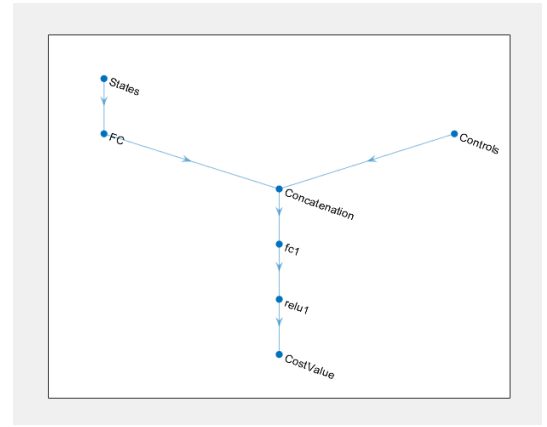 States
FC
Controls
Concatenation
fc1
relu1
CostValue